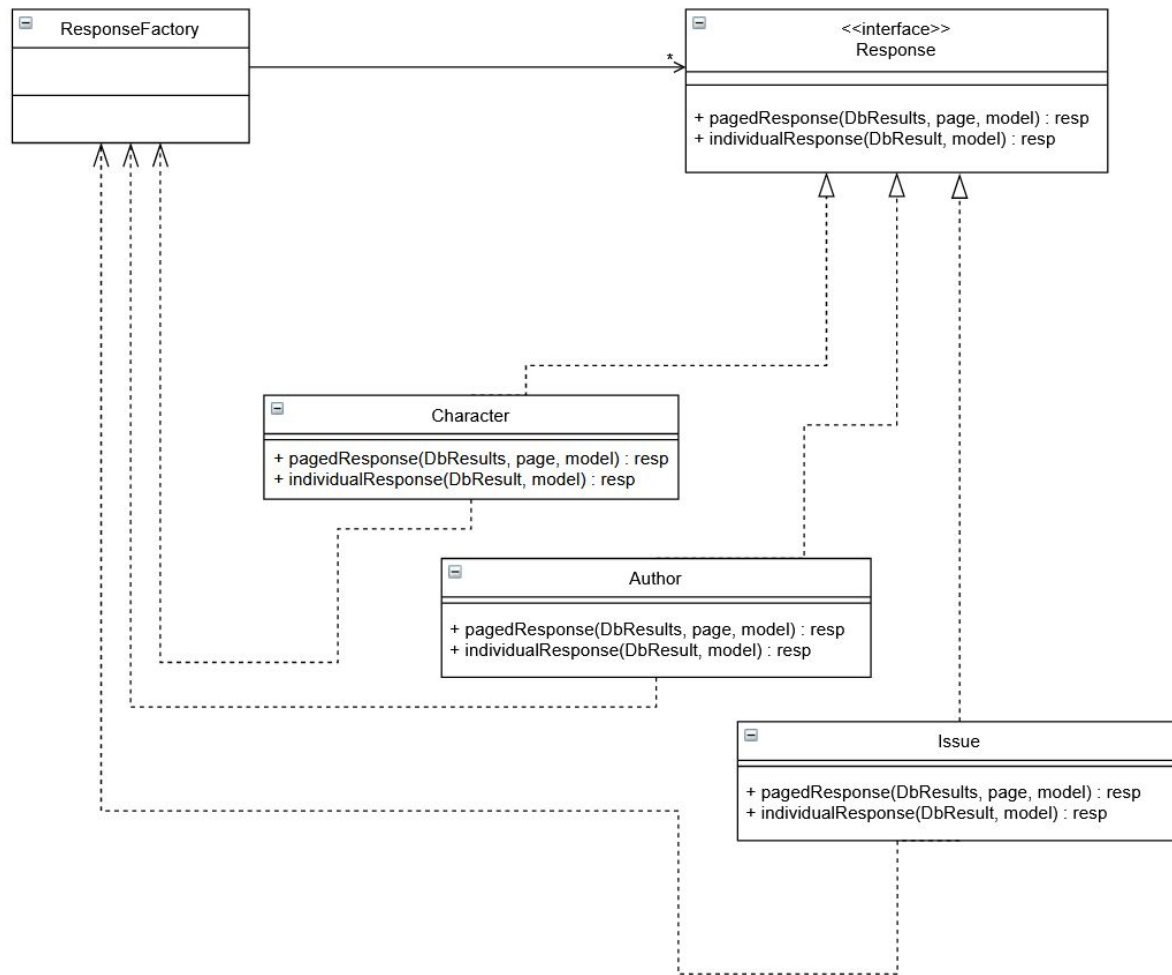 ResponseFactory
<<interface>>
Response
*
+ pagedResponse(DbResults, page, model) : resp
+ individualResponse(DbResult, model) : resp
Character
+ pagedResponse(DbResults, page, model) : resp
+ individualResponse(DbResult, model) : resp
Author
+ pagedResponse(DbResults, page, model) : resp
+ individualResponse(DbResult, model) : resp
Issue
+ pagedResponse(DbResults, page, model) : resp
+ individualResponse(DbResult, model) : resp